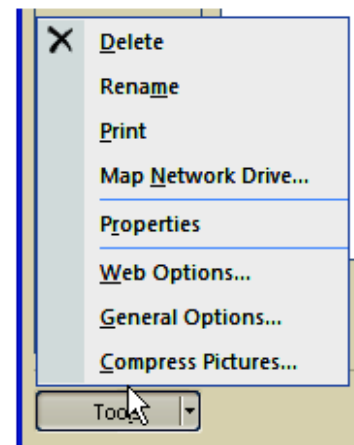 Delete
Rename
Print
Map Network Drive...
Properties
Web Options...
General Options...
Compress Pictures...